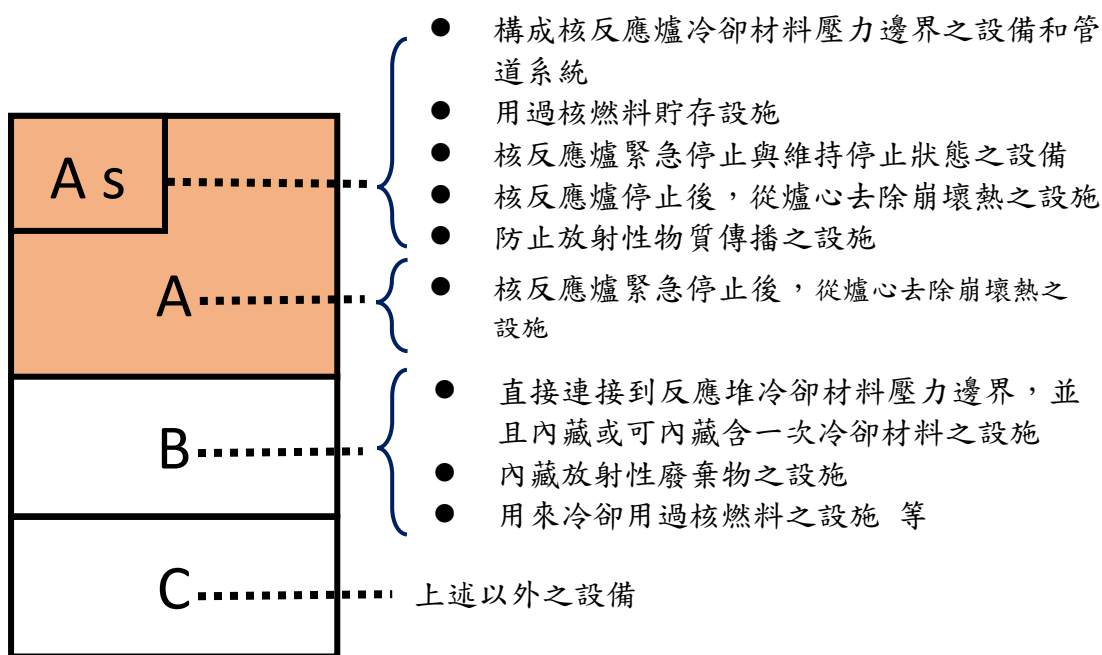 ● 構成核反應爐冷卻材料壓力邊界之設備和管
道系統
● 用過核燃料貯存設施
● 核反應爐緊急停止與維持停止狀態之設備
● 核反應爐停止後，從爐心去除崩壞熱之設施
● 防止放射性物質傳播之設施
A s
● 核反應爐緊急停止後，從爐心去除崩壞熱之
設施
A
● 直接連接到反應堆冷卻材料壓力邊界，並
且內藏或可內藏含一次冷卻材料之設施
● 內藏放射性廢棄物之設施
● 用來冷卻用過核燃料之設施 等
B
C
上述以外之設備